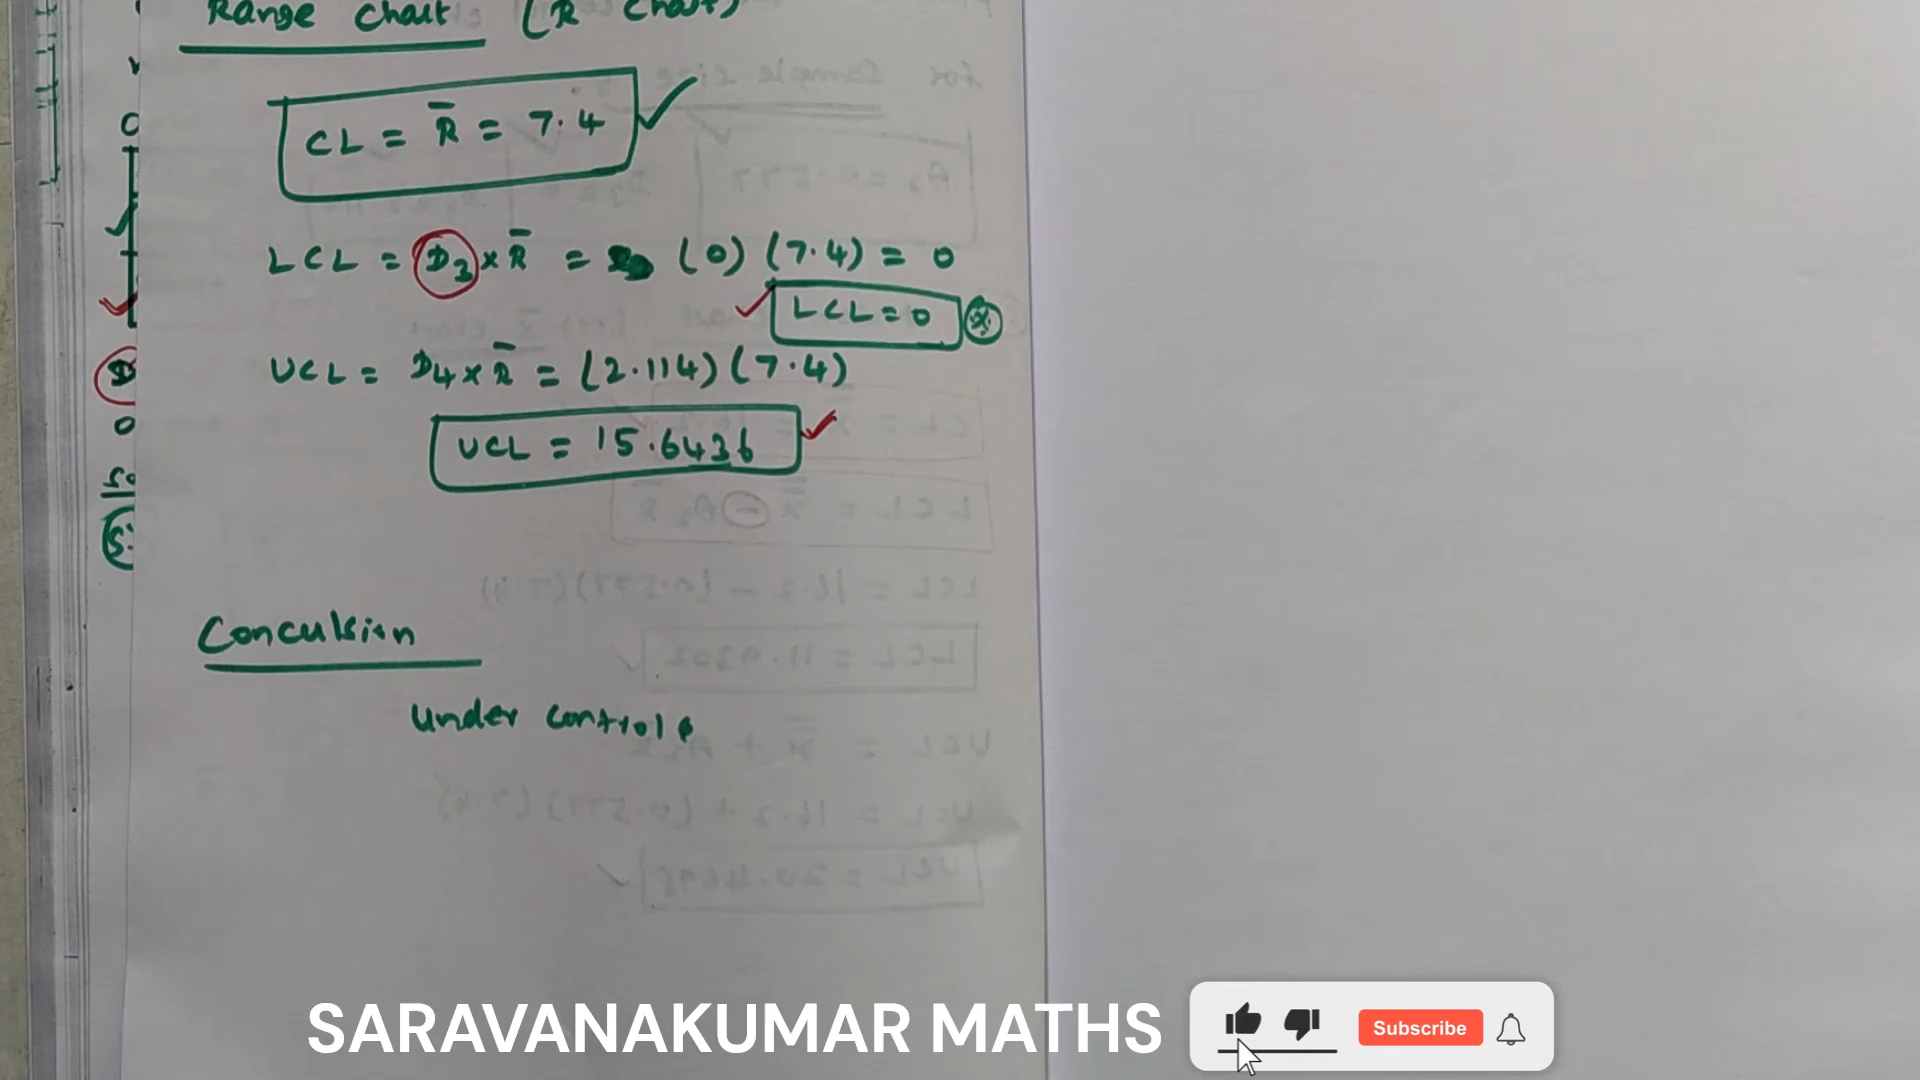 Range Chart (R Chart)
CL = R̄ = 7.4
LCL = D3 × R̄ = (0) (7.4) = 0
LCL = 0
UCL = D4 × R̄ = (2.114) (7.4)
UCL = 15.6436
Conculsion
Under controle
SARAVANAKUMAR MATHS
Subscribe